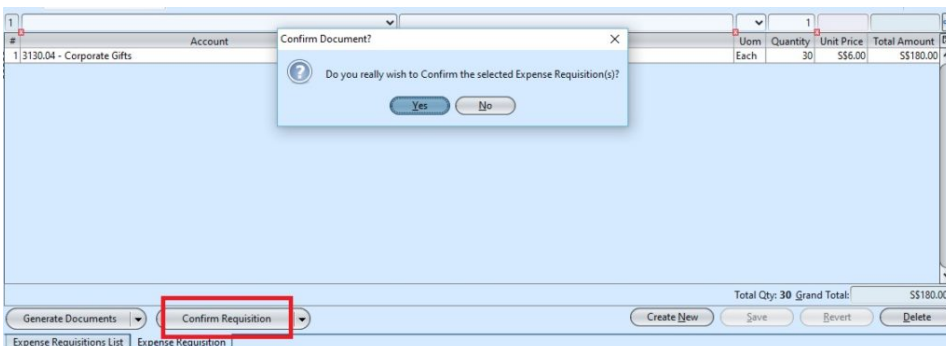 1 1 1
# Account Uom Quantity Unit Price Total Amount
1 3130.04 - Corporate Gifts Each 30 S$6.00 S$180.00
Confirm Document?
Do you really wish to Confirm the selected Expense Requisition(s)?
Yes No
Total Qty: 30 Grand Total: S$180.00
Generate Documents Confirm Requisition Create New Save Revert Delete
Expense Requisitions List Expense Requisition